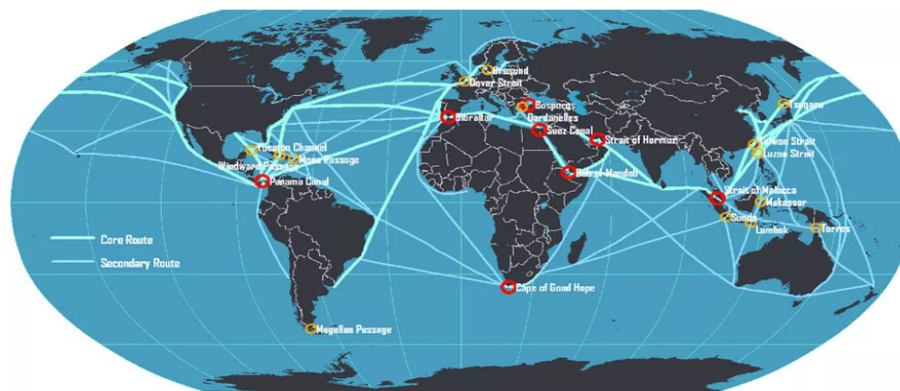 Oresund
Dover Strait
Bosporus
Dardanelles
Gibraltar
Suez Canal
Strait of Hormuz
Tsugaru
Taiwan Strait
Luzon Strait
Yucatan Channel
Mona Passage
Windward Passage
Panama Canal
Bab el Mandab
Strait of Malacca
Makassar
Sunda
Lombok
Torres
Core Route
Secondary Route
Cape of Good Hope
Magellan Passage